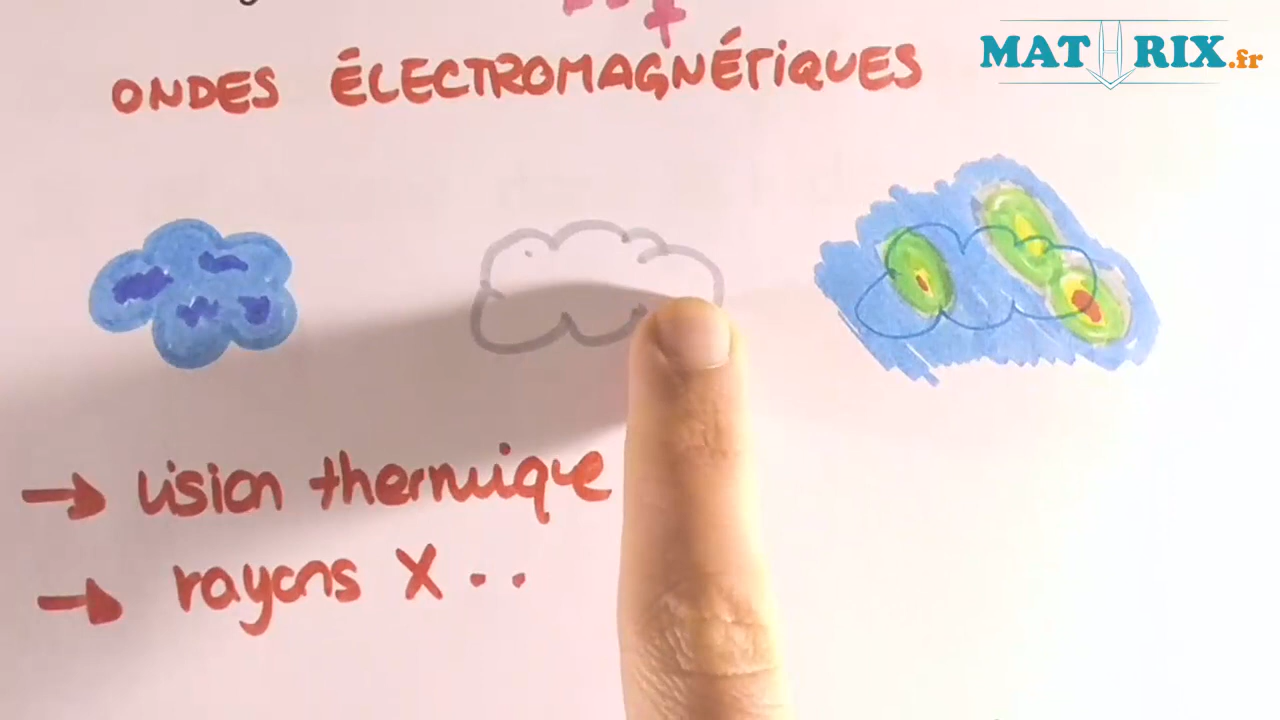 MATHRIX.fr
ONDES ÉLECTROMAGNÉTIQUES
→ vision thermique
→ rayons X..